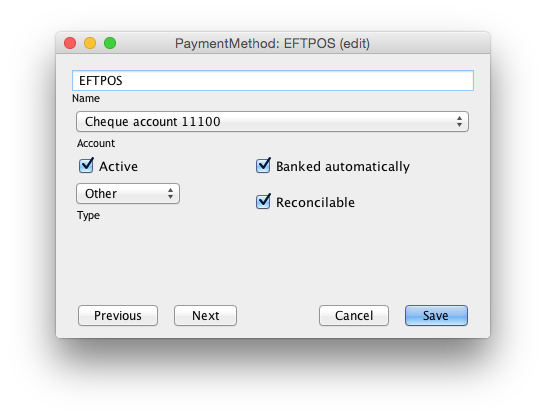 PaymentMethod: EFTPOS (edit)
EFTPOS
Name
Cheque account 11100
Account
Active
Banked automatically
Other
Reconcilable
Type
Previous
Next
Cancel
Save